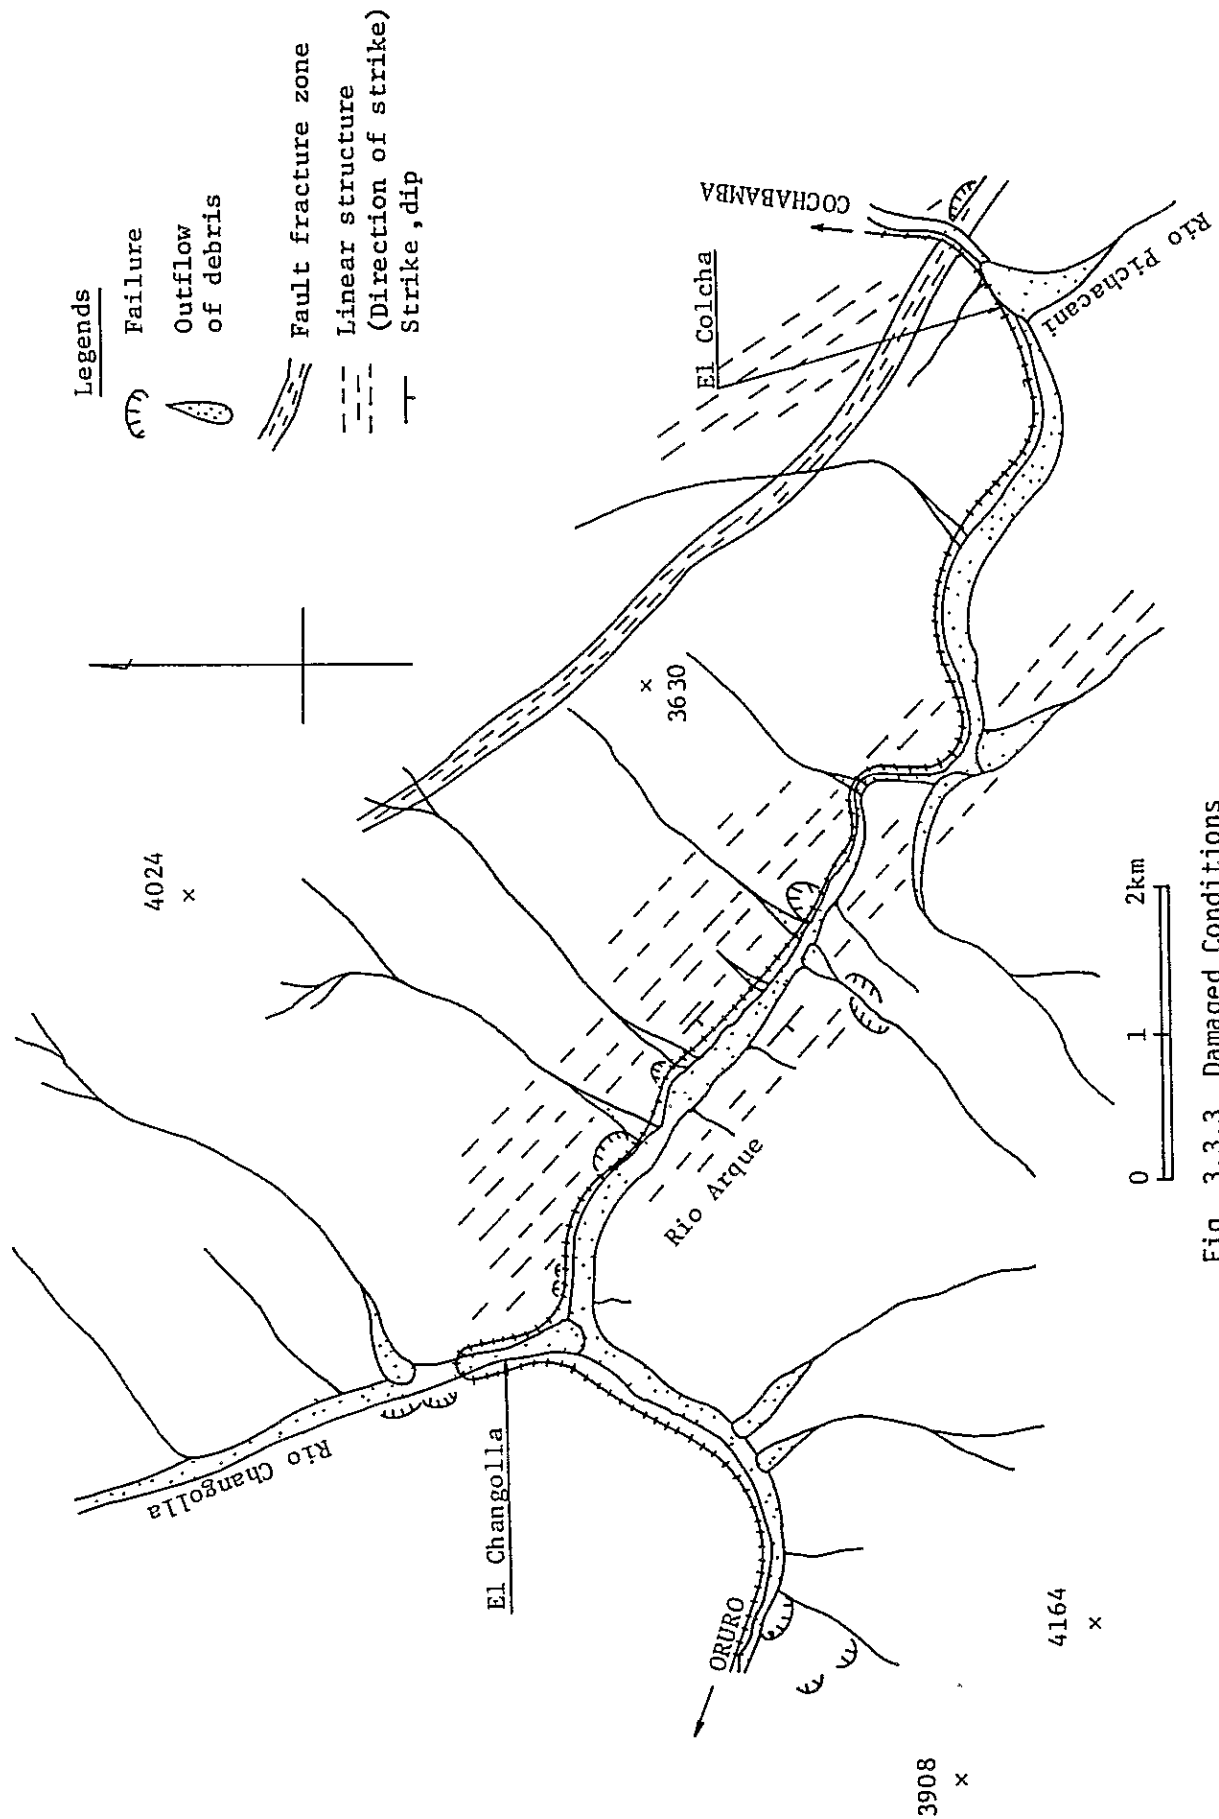 Legends
Failure
Outflow
of debris
Fault fracture zone
Linear structure
(Direction of strike)
Strike,dip
4024
×
3630
×
COCHABAMBA
El Colcha
Rio Pichacani
Rio Arque
Rio Changolla
El Changolla
ORURO
4164
×
3908
×
0 1 2km
Fig. 3.3.3 Damaged Conditions